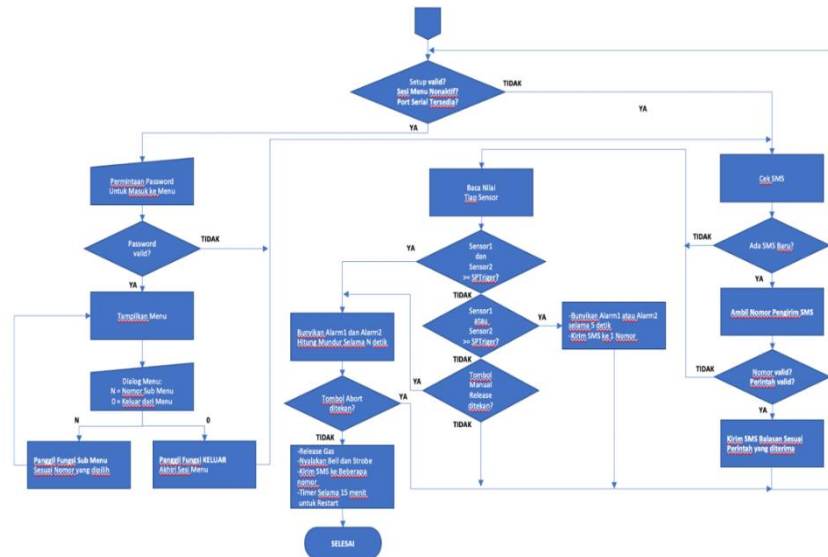 Setup valid?
Sesi Menu Nonaktif?
Port Serial Tersedia?
TIDAK
YA
YA
Permintaan Password
Untuk Masuk ke Menu
Password
valid?
TIDAK
YA
Tampilkan Menu
Dialog Menu:
N = Nomor Sub Menu
0 = Keluar dari Menu
N
0
Panggil Fungsi Sub Menu
Sesuai Nomor yang dipilih
Panggil Fungsi KELUAR
Akhiri Sesi Menu
Baca Nilai
Tiap Sensor
YA
Sensor1
dan
Sensor2
>= SPTriger?
TIDAK
Sensor1
atau
Sensor2
>= SPTriger?
YA
-Bunyikan Alarm1 atau Alarm2
selama 5 detik
-Kirim SMS ke 1 Nomor
TIDAK
Tombol
Manual
Release
ditekan?
YA
TIDAK
Bunyikan Alarm1 dan Alarm2
Hitung Mundur Selama N detik
Tombol Abort
ditekan?
YA
TIDAK
-Release Gas
-Nyalakan Bell dan Strobe
-Kirim SMS ke Beberapa
nomor
-Timer Selama 15 menit
untuk Restart
SELESAI
Cek SMS
TIDAK
Ada SMS Baru?
YA
Ambil Nomor Pengirim SMS
TIDAK
Nomor valid?
Perintah valid?
YA
Kirim SMS Balasan Sesuai
Perintah yang diterima